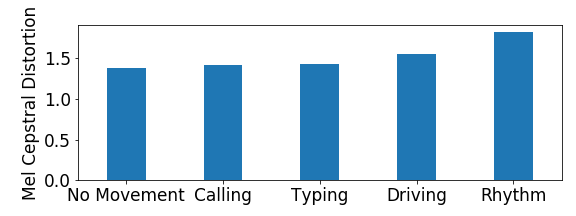 Mel Cepstral Distortion
1.5
1.0
0.5
0.0
No Movement Calling Typing Driving Rhythm